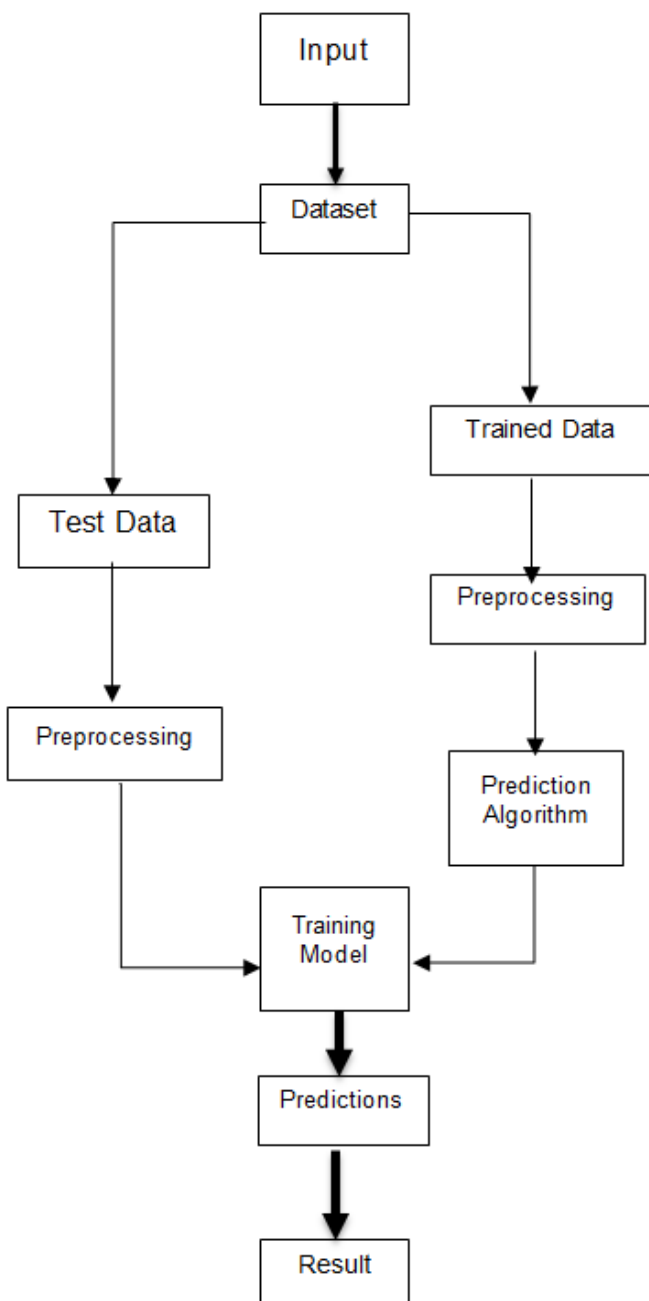 Input
Dataset
Trained Data
Test Data
Preprocessing
Preprocessing
Prediction
Algorithm
Training
Model
Predictions
Result